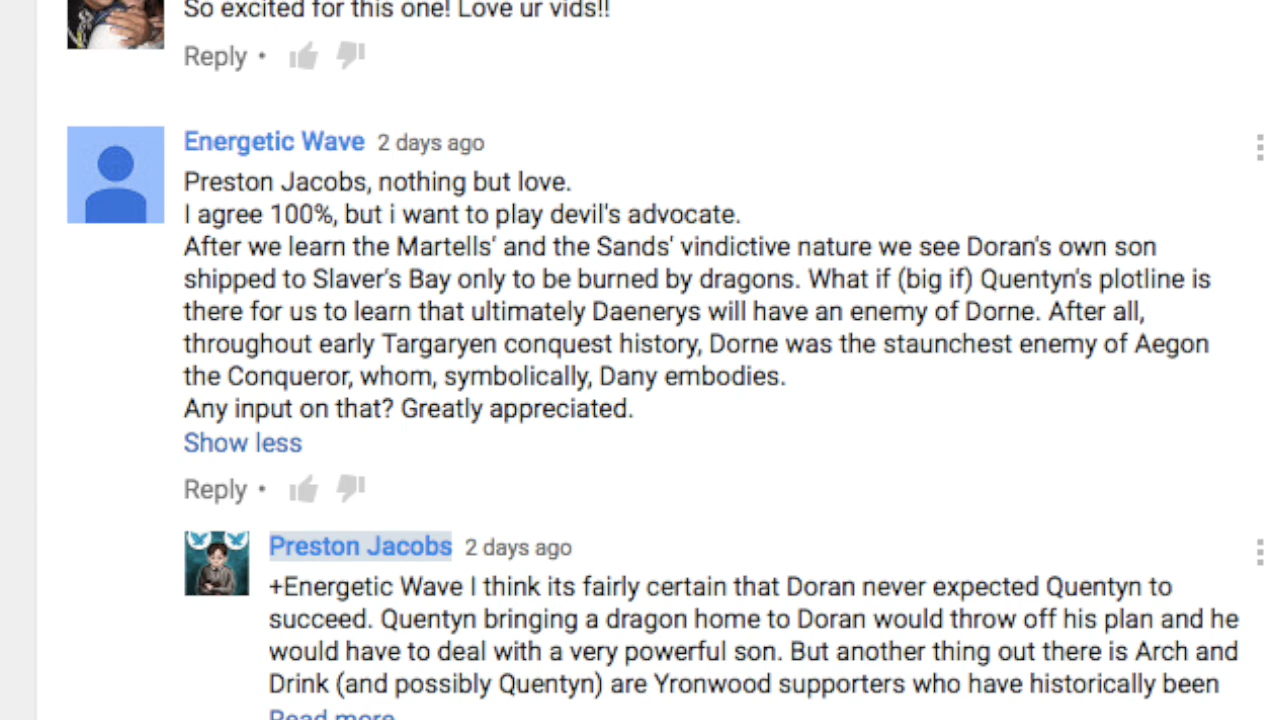 So excited for this one! Love ur vids!!
Reply •
Energetic Wave 2 days ago
Preston Jacobs, nothing but love.
I agree 100%, but i want to play devil's advocate.
After we learn the Martells' and the Sands' vindictive nature we see Doran's own son
shipped to Slaver's Bay only to be burned by dragons. What if (big if) Quentyn's plotline is
there for us to learn that ultimately Daenerys will have an enemy of Dorne. After all,
throughout early Targaryen conquest history, Dorne was the staunchest enemy of Aegon
the Conqueror, whom, symbolically, Dany embodies.
Any input on that? Greatly appreciated.
Show less
Reply •
Preston Jacobs 2 days ago
+Energetic Wave I think its fairly certain that Doran never expected Quentyn to
succeed. Quentyn bringing a dragon home to Doran would throw off his plan and he
would have to deal with a very powerful son. But another thing out there is Arch and
Drink (and possibly Quentyn) are Yronwood supporters who have historically been
Read more